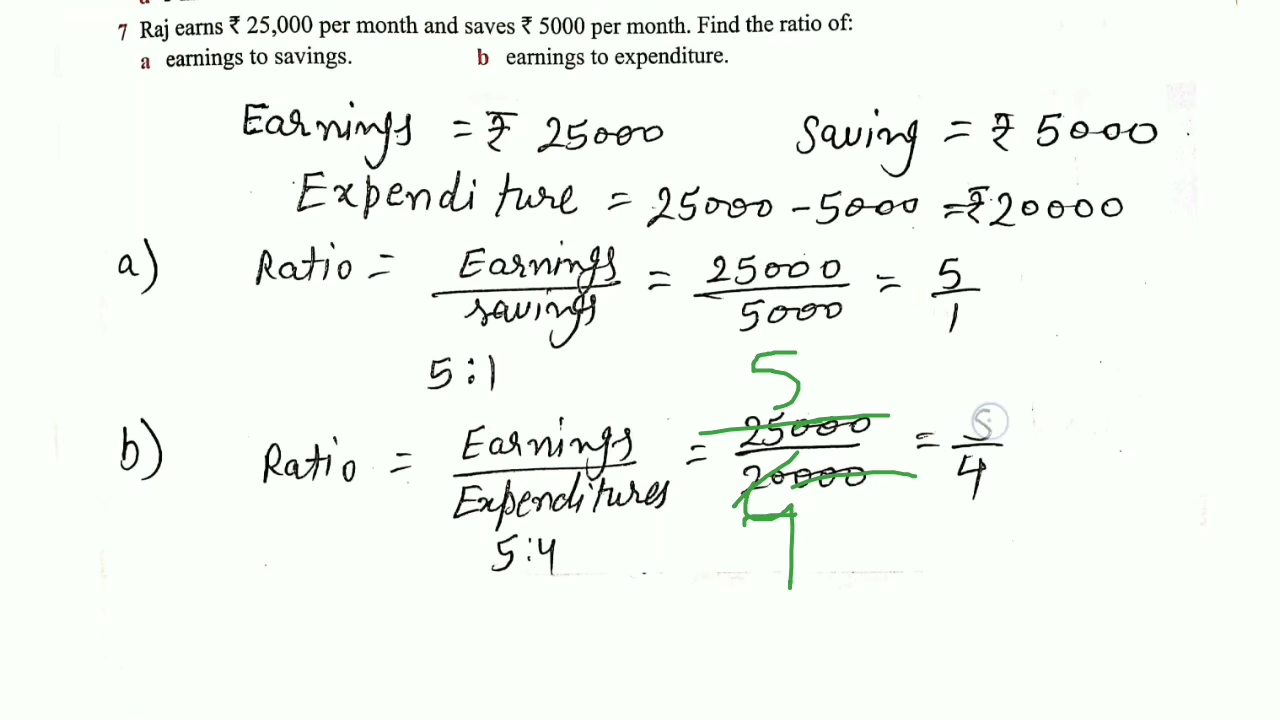 7 Raj earns ₹ 25,000 per month and saves ₹ 5000 per month. Find the ratio of:
a earnings to savings. b earnings to expenditure.
Earnings = ₹ 25000 Saving = ₹ 5000
Expenditure = 25000 - 5000 = ₹ 20000
a) Ratio = Earnings / savings = 25000 / 5000 = 5 / 1
5:1
5
b) Ratio = Earnings / Expenditures = 25000 / 20000 = 5 / 4
4
5:4